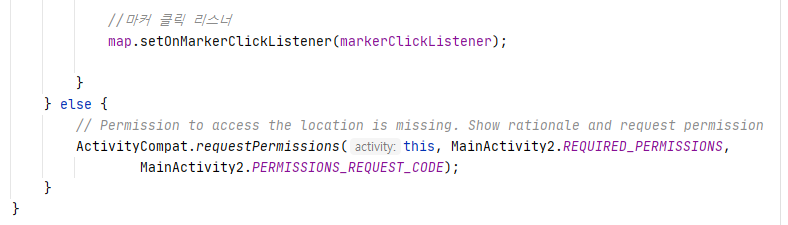 //마커 클릭 리스너
map.setOnMarkerClickListener(markerClickListener);
}
} else {
// Permission to access the location is missing. Show rationale and request permission
ActivityCompat.requestPermissions( activity: this, MainActivity2.REQUIRED_PERMISSIONS,
MainActivity2.PERMISSIONS_REQUEST_CODE);
}
}